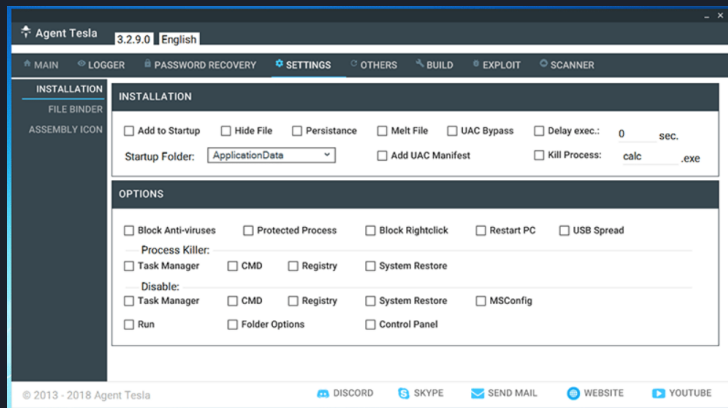 Agent Tesla 3.2.9.0 English
MAIN LOGGER PASSWORD RECOVERY SETTINGS OTHERS BUILD EXPLOIT SCANNER
INSTALLATION
FILE BINDER
ASSEMBLY ICON
INSTALLATION
Add to Startup Hide File Persistance Melt File UAC Bypass Delay exec.: 0 sec.
Startup Folder: ApplicationData Add UAC Manifest Kill Process: calc .exe
OPTIONS
Block Anti-viruses Protected Process Block Rightclick Restart PC USB Spread
Process Killer:
Task Manager CMD Registry System Restore
Disable:
Task Manager CMD Registry System Restore MSConfig
Run Folder Options Control Panel
© 2013 - 2018 Agent Tesla DISCORD SKYPE SEND MAIL WEBSITE YOUTUBE